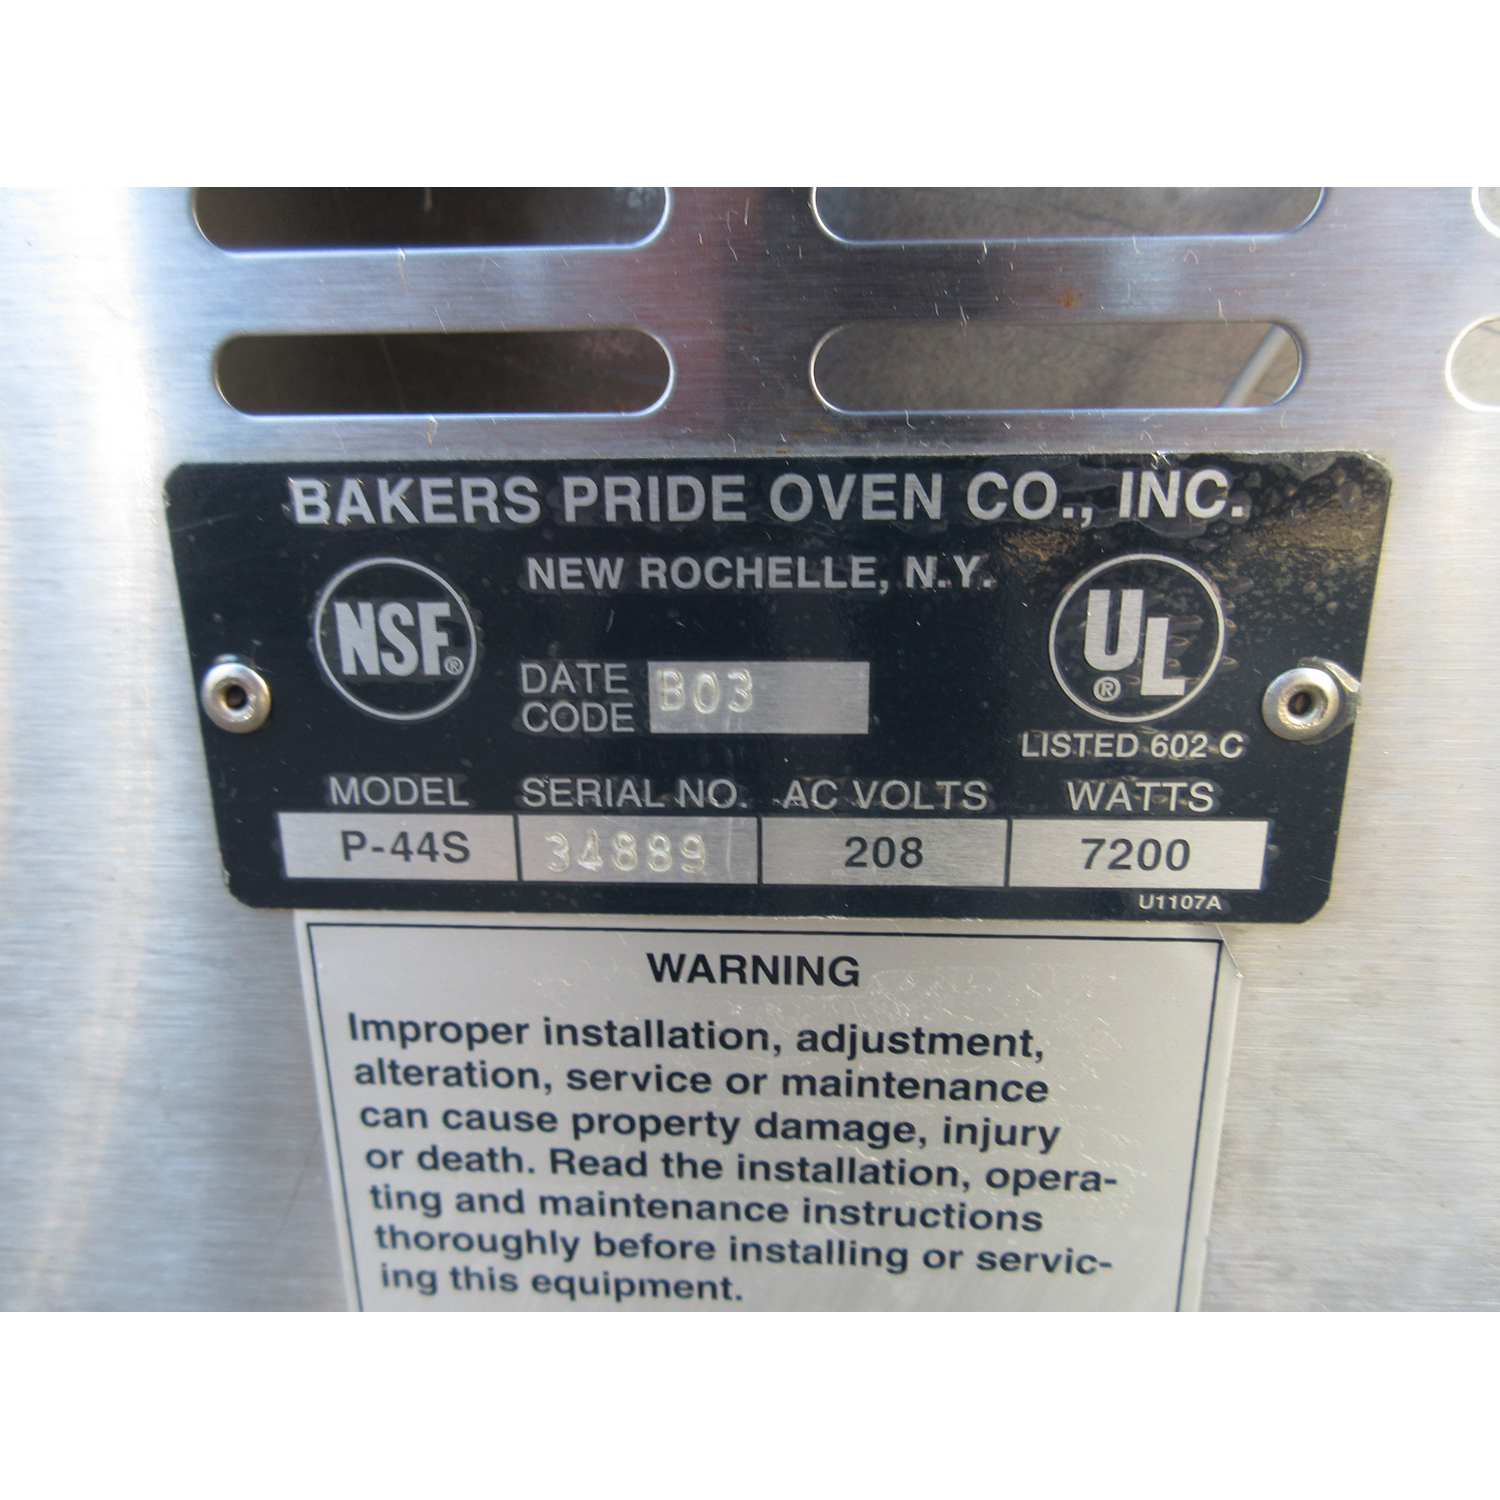 BAKERS PRIDE OVEN CO., INC.
NEW ROCHELLE, N.Y.
NSF®
UL®
DATE CODE B03
LISTED 602-C
MODEL SERIAL NO. AC VOLTS WATTS
P-44S 34889 208 7200
U1107A
WARNING
Improper installation, adjustment,
alteration, service or maintenance
can cause property damage, injury
or death. Read the installation, opera-
ting and maintenance instructions
thoroughly before installing or servic-
ing this equipment.